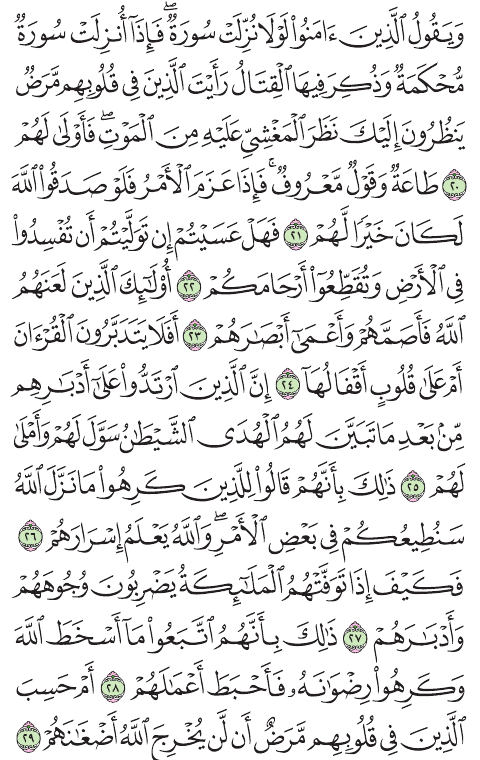 وَيَقُولُ ٱلَّذِينَ ءَامَنُوا۟ لَوْلَا نُزِّلَتْ سُورَةٌۖ فَإِذَآ أُنزِلَتْ سُورَةٌ
مُّحْكَمَةٌ وَذُكِرَ فِيهَا ٱلْقِتَالُ رَأَيْتَ ٱلَّذِينَ فِى قُلُوبِهِم مَّرَضٌ
يَنظُرُونَ إِلَيْكَ نَظَرَ ٱلْمَغْشِىِّ عَلَيْهِ مِنَ ٱلْمَوْتِۖ فَأَوْلَىٰ لَهُمْ
٢٠ طَاعَةٌ وَقَوْلٌ مَّعْرُوفٌۚ فَإِذَا عَزَمَ ٱلْأَمْرُ فَلَوْ صَدَقُوا۟ ٱللَّهَ
لَكَانَ خَيْرًا لَّهُمْ ٢١ فَهَلْ عَسَيْتُمْ إِن تَوَلَّيْتُمْ أَن تُفْسِدُوا۟
فِى ٱلْأَرْضِ وَتُقَطِّعُوٓا۟ أَرْحَامَكُمْ ٢٢ أُو۟لَٰٓئِكَ ٱلَّذِينَ لَعَنَهُمُ
ٱللَّهُ فَأَصَمَّهُمْ وَأَعْمَىٰٓ أَبْصَٰرَهُمْ ٢٣ أَفَلَا يَتَدَبَّرُونَ ٱلْقُرْءَانَ
أَمْ عَلَىٰ قُلُوبٍ أَقْفَالُهَآ ٢٤ إِنَّ ٱلَّذِينَ ٱرْتَدُّوا۟ عَلَىٰٓ أَدْبَٰرِهِم
مِّنۢ بَعْدِ مَا تَبَيَّنَ لَهُمُ ٱلْهُدَى ٱلشَّيْطَٰنُ سَوَّلَ لَهُمْ وَأَمْلَىٰ
لَهُمْ ٢٥ ذَٰلِكَ بِأَنَّهُمْ قَالُوا۟ لِلَّذِينَ كَرِهُوا۟ مَا نَزَّلَ ٱللَّهُ
سَنُطِيعُكُمْ فِى بَعْضِ ٱلْأَمْرِۖ وَٱللَّهُ يَعْلَمُ إِسْرَارَهُمْ ٢٦
فَكَيْفَ إِذَا تَوَفَّتْهُمُ ٱلْمَلَٰٓئِكَةُ يَضْرِبُونَ وُجُوهَهُمْ
وَأَدْبَٰرَهُمْ ٢٧ ذَٰلِكَ بِأَنَّهُمُ ٱتَّبَعُوا۟ مَآ أَسْخَطَ ٱللَّهَ
وَكَرِهُوا۟ رِضْوَٰنَهُۥ فَأَحْبَطَ أَعْمَٰلَهُمْ ٢٨ أَمْ حَسِبَ
ٱلَّذِينَ فِى قُلُوبِهِم مَّرَضٌ أَن لَّن يُخْرِجَ ٱللَّهُ أَضْغَٰنَهُمْ ٢٩